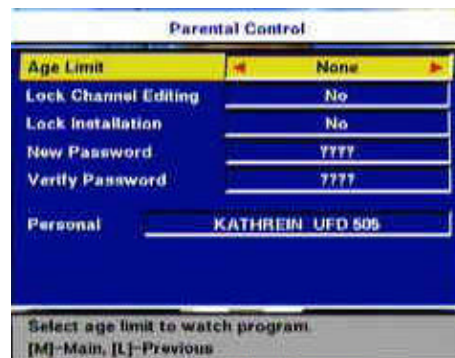 Parental Control
Age Limit None
Lock Channel Editing No
Lock Installation No
New Password ????
Verify Password ????
Personal KATHREIN UFD 505
Select age limit to watch program.
[M]-Main, [L]-Previous